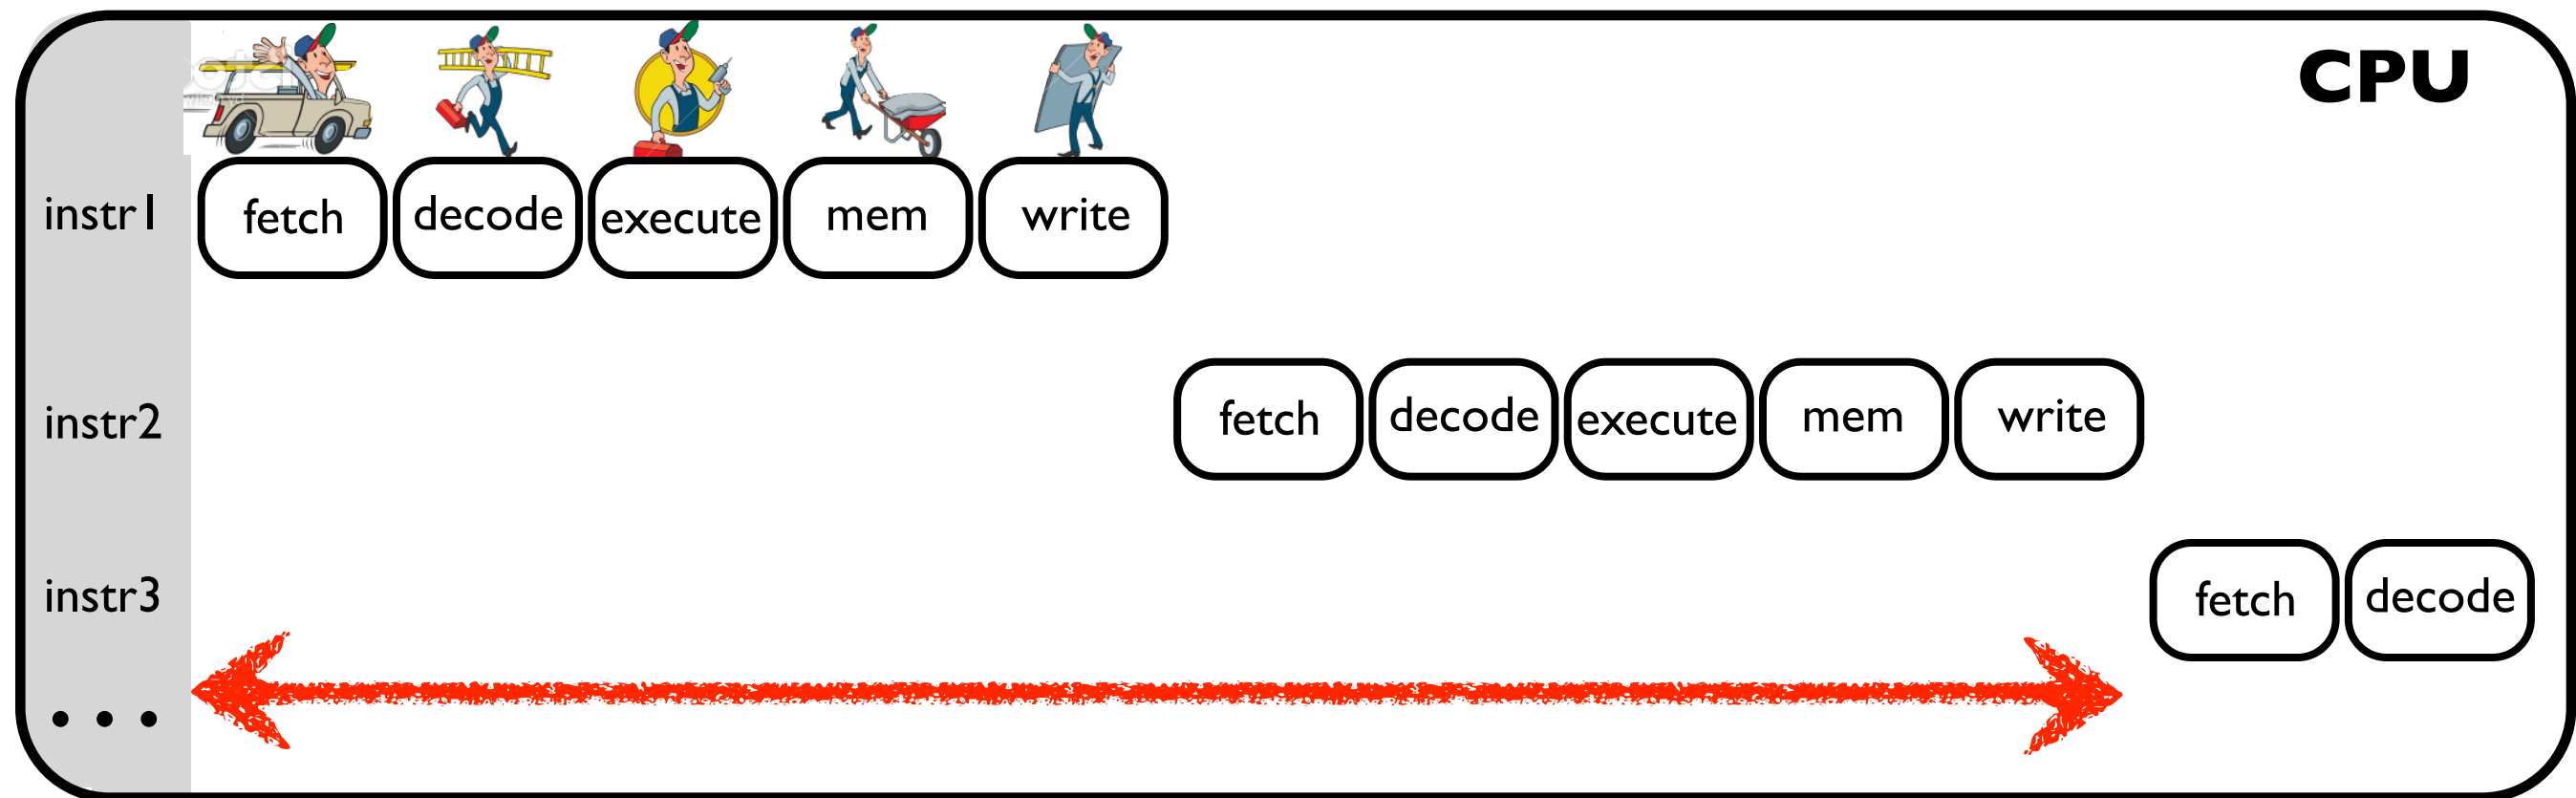 CPU
instr1 fetch decode execute mem write
instr2 fetch decode execute mem write
instr3 fetch decode
...